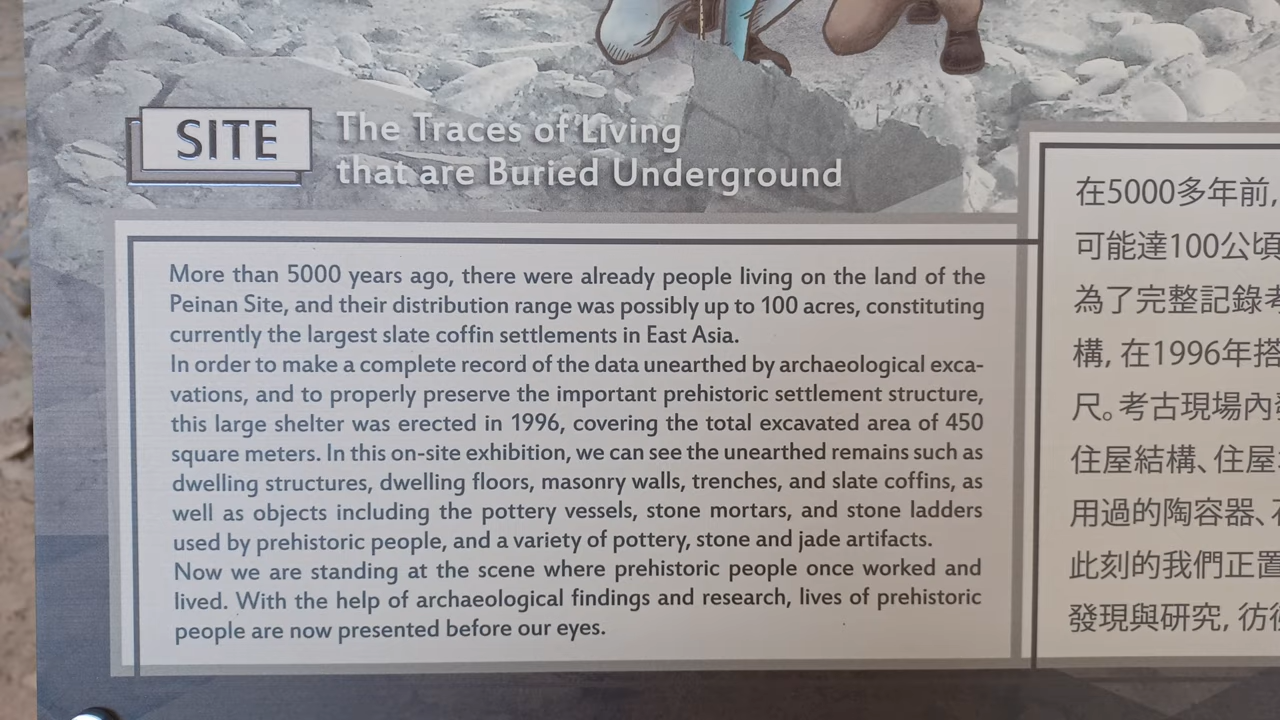 SITE
The Traces of Living
that are Buried Underground
More than 5000 years ago, there were already people living on the land of the
Peinan Site, and their distribution range was possibly up to 100 acres, constituting
currently the largest slate coffin settlements in East Asia.
In order to make a complete record of the data unearthed by archaeological exca-
vations, and to properly preserve the important prehistoric settlement structure,
this large shelter was erected in 1996, covering the total excavated area of 450
square meters. In this on-site exhibition, we can see the unearthed remains such as
dwelling structures, dwelling floors, masonry walls, trenches, and slate coffins, as
well as objects including the pottery vessels, stone mortars, and stone ladders
used by prehistoric people, and a variety of pottery, stone and jade artifacts.
Now we are standing at the scene where prehistoric people once worked and
lived. With the help of archaeological findings and research, lives of prehistoric
people are now presented before our eyes.
在5000多年前,
可能達100公頃
為了完整記錄考
構, 在1996年搭
尺。考古現場內
住屋結構、住屋
用過的陶容器、
此刻的我們正置
發現與研究, 彷